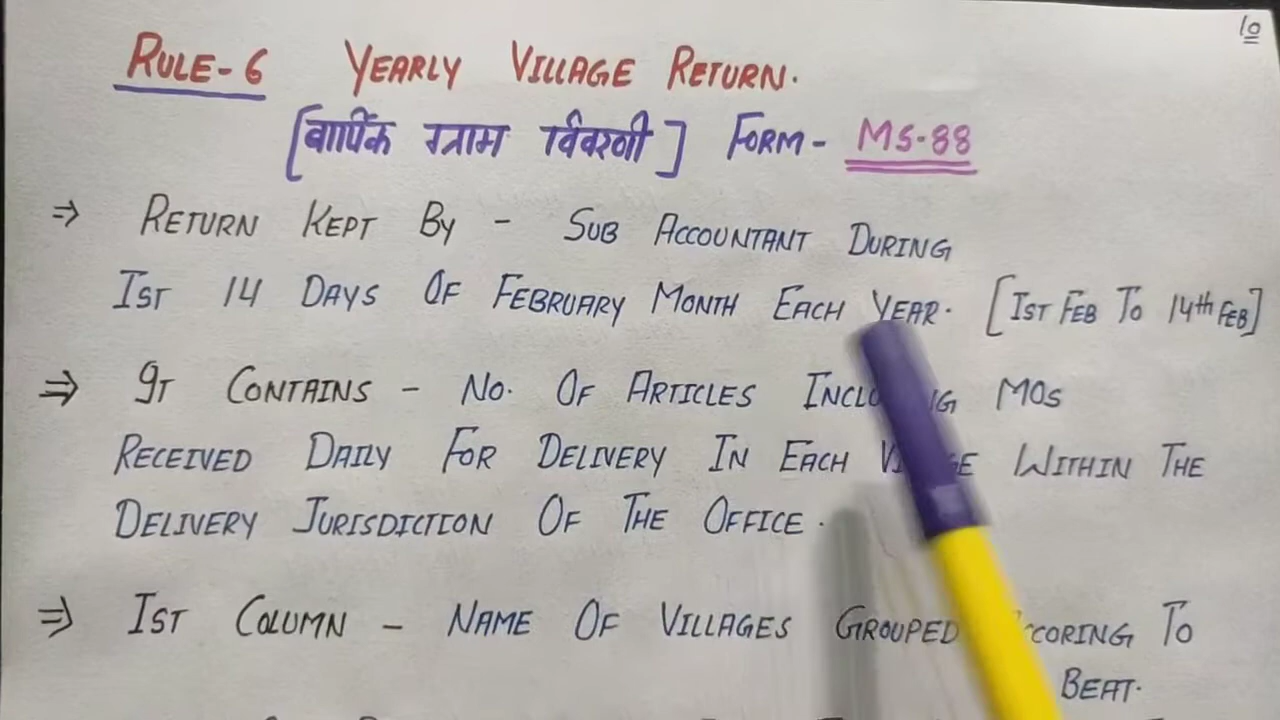 10
RULE-6 YEARLY VILLAGE RETURN.
[वार्षिक ग्राम विवरणी] FORM- MS-88
⇒ RETURN KEPT BY - SUB ACCOUNTANT DURING
IST 14 DAYS OF FEBRUARY MONTH EACH YEAR. [IST FEB TO 14th FEB]
⇒ IT CONTAINS - NO. OF ARTICLES MOS
RECEIVED DAILY FOR DELIVERY IN EACH WITHIN THE
DELIVERY JURISDICTION OF THE OFFICE.
⇒ IST COLUMN - NAME OF VILLAGES GROUPED TO
BEAT.